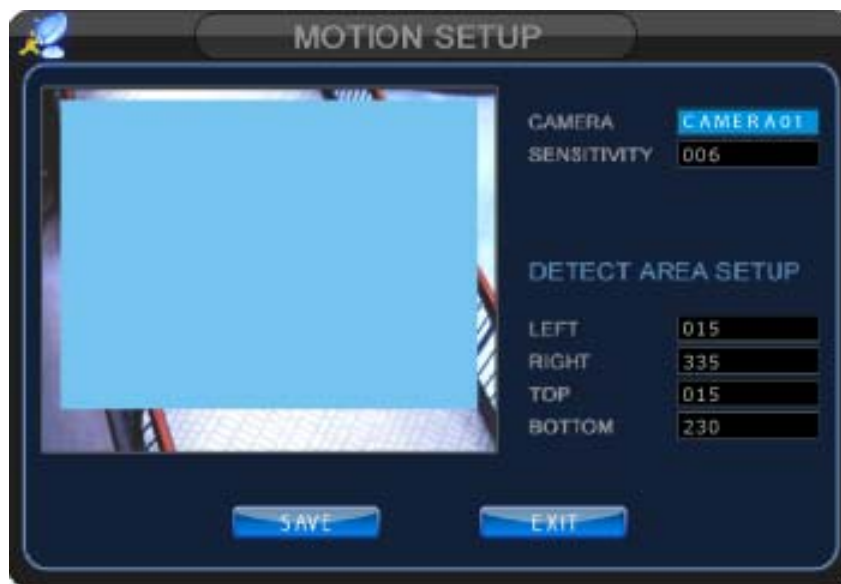 MOTION SETUP
CAMERA CAMERA01
SENSITIVITY 006
DETECT AREA SETUP
LEFT 015
RIGHT 335
TOP 015
BOTTOM 230
SAVE EXIT